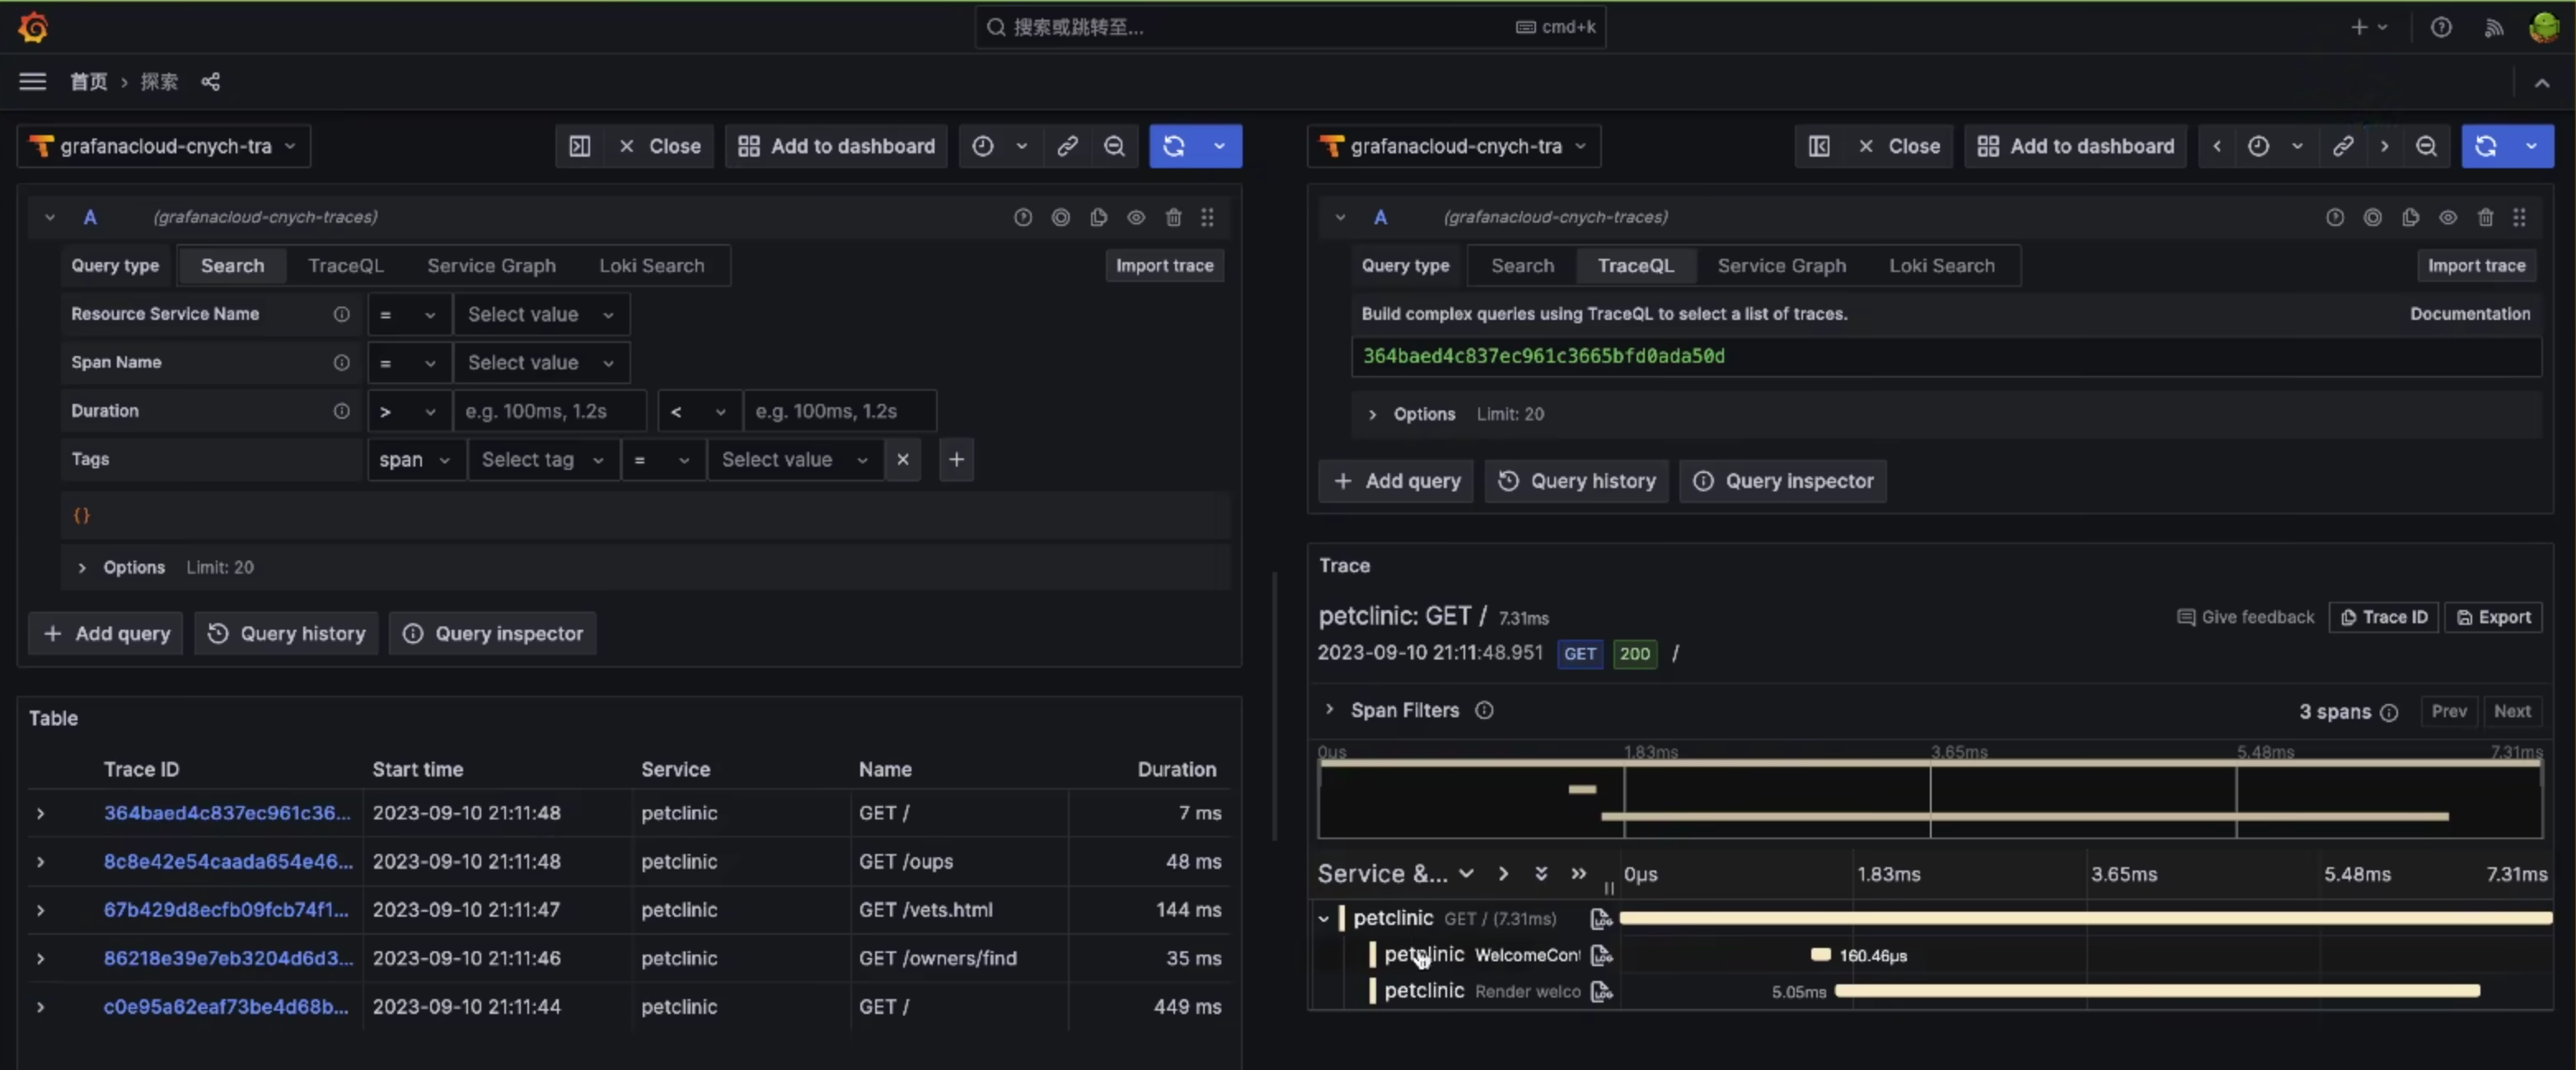 搜索或跳转至... cmd+k
首页 › 探索
grafanacloud-cnych-tra Close Add to dashboard
A (grafanacloud-cnych-traces)
Query type Search TraceQL Service Graph Loki Search Import trace
Resource Service Name = Select value
Span Name = Select value
Duration > e.g. 100ms, 1.2s < e.g. 100ms, 1.2s
Tags span Select tag = Select value
{}
Options Limit: 20
Add query Query history Query inspector
Table
Trace ID Start time Service Name Duration
364baed4c837ec961c36... 2023-09-10 21:11:48 petclinic GET / 7 ms
8c8e42e54caada654e46... 2023-09-10 21:11:48 petclinic GET /oups 48 ms
67b429d8ecfb09fcb74f1... 2023-09-10 21:11:47 petclinic GET /vets.html 144 ms
86218e39e7eb3204d6d3... 2023-09-10 21:11:46 petclinic GET /owners/find 35 ms
c0e95a62eaf73be4d68b... 2023-09-10 21:11:44 petclinic GET / 449 ms
grafanacloud-cnych-tra Close Add to dashboard
A (grafanacloud-cnych-traces)
Query type Search TraceQL Service Graph Loki Search Import trace
Build complex queries using TraceQL to select a list of traces. Documentation
364baed4c837ec961c3665bfd0ada50d
Options Limit: 20
Add query Query history Query inspector
Trace
petclinic: GET / 7.31ms Give feedback Trace ID Export
2023-09-10 21:11:48.951 GET 200 /
Span Filters 3 spans Prev Next
0μs 1.83ms 3.65ms 5.48ms 7.31ms
Service &... 0μs 1.83ms 3.65ms 5.48ms 7.31ms
petclinic GET / (7.31ms)
petclinic WelcomeCont 160.46μs
petclinic Render welco 5.05ms